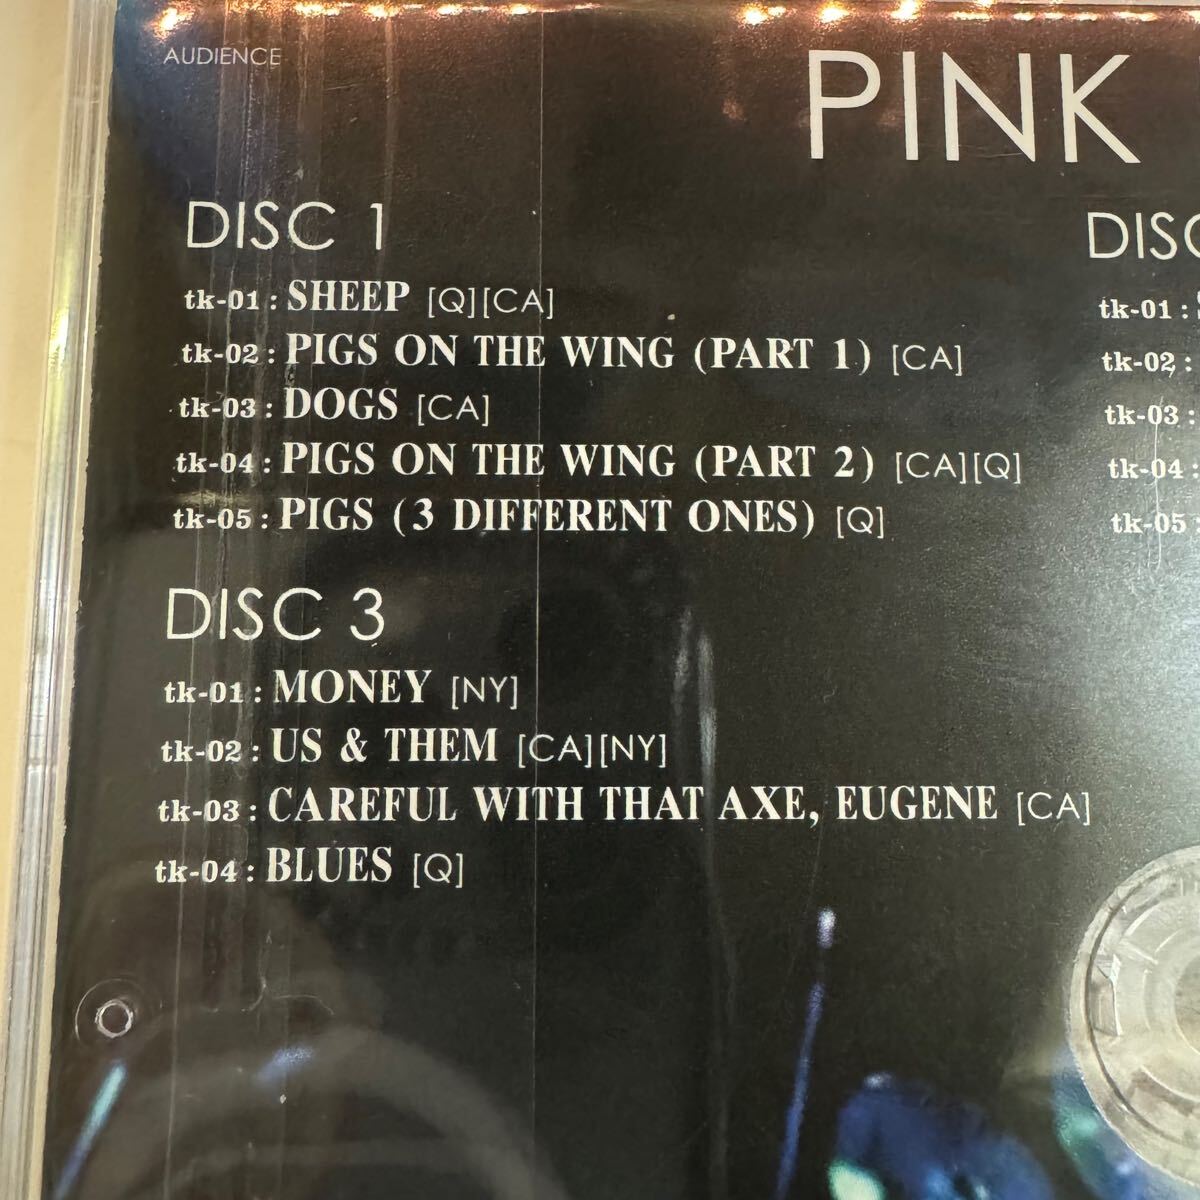 AUDIENCE
PINK
DISC 1
tk-01 : SHEEP [Q][CA]
tk-02 : PIGS ON THE WING (PART 1) [CA]
tk-03 : DOGS [CA]
tk-04 : PIGS ON THE WING (PART 2) [CA][Q]
tk-05 : PIGS (3 DIFFERENT ONES) [Q]
DISC 3
tk-01 : MONEY [NY]
tk-02 : US & THEM [CA][NY]
tk-03 : CAREFUL WITH THAT AXE, EUGENE [CA]
tk-04 : BLUES [Q]
DISC
tk-01 :
tk-02 :
tk-03 :
tk-04 :
tk-05